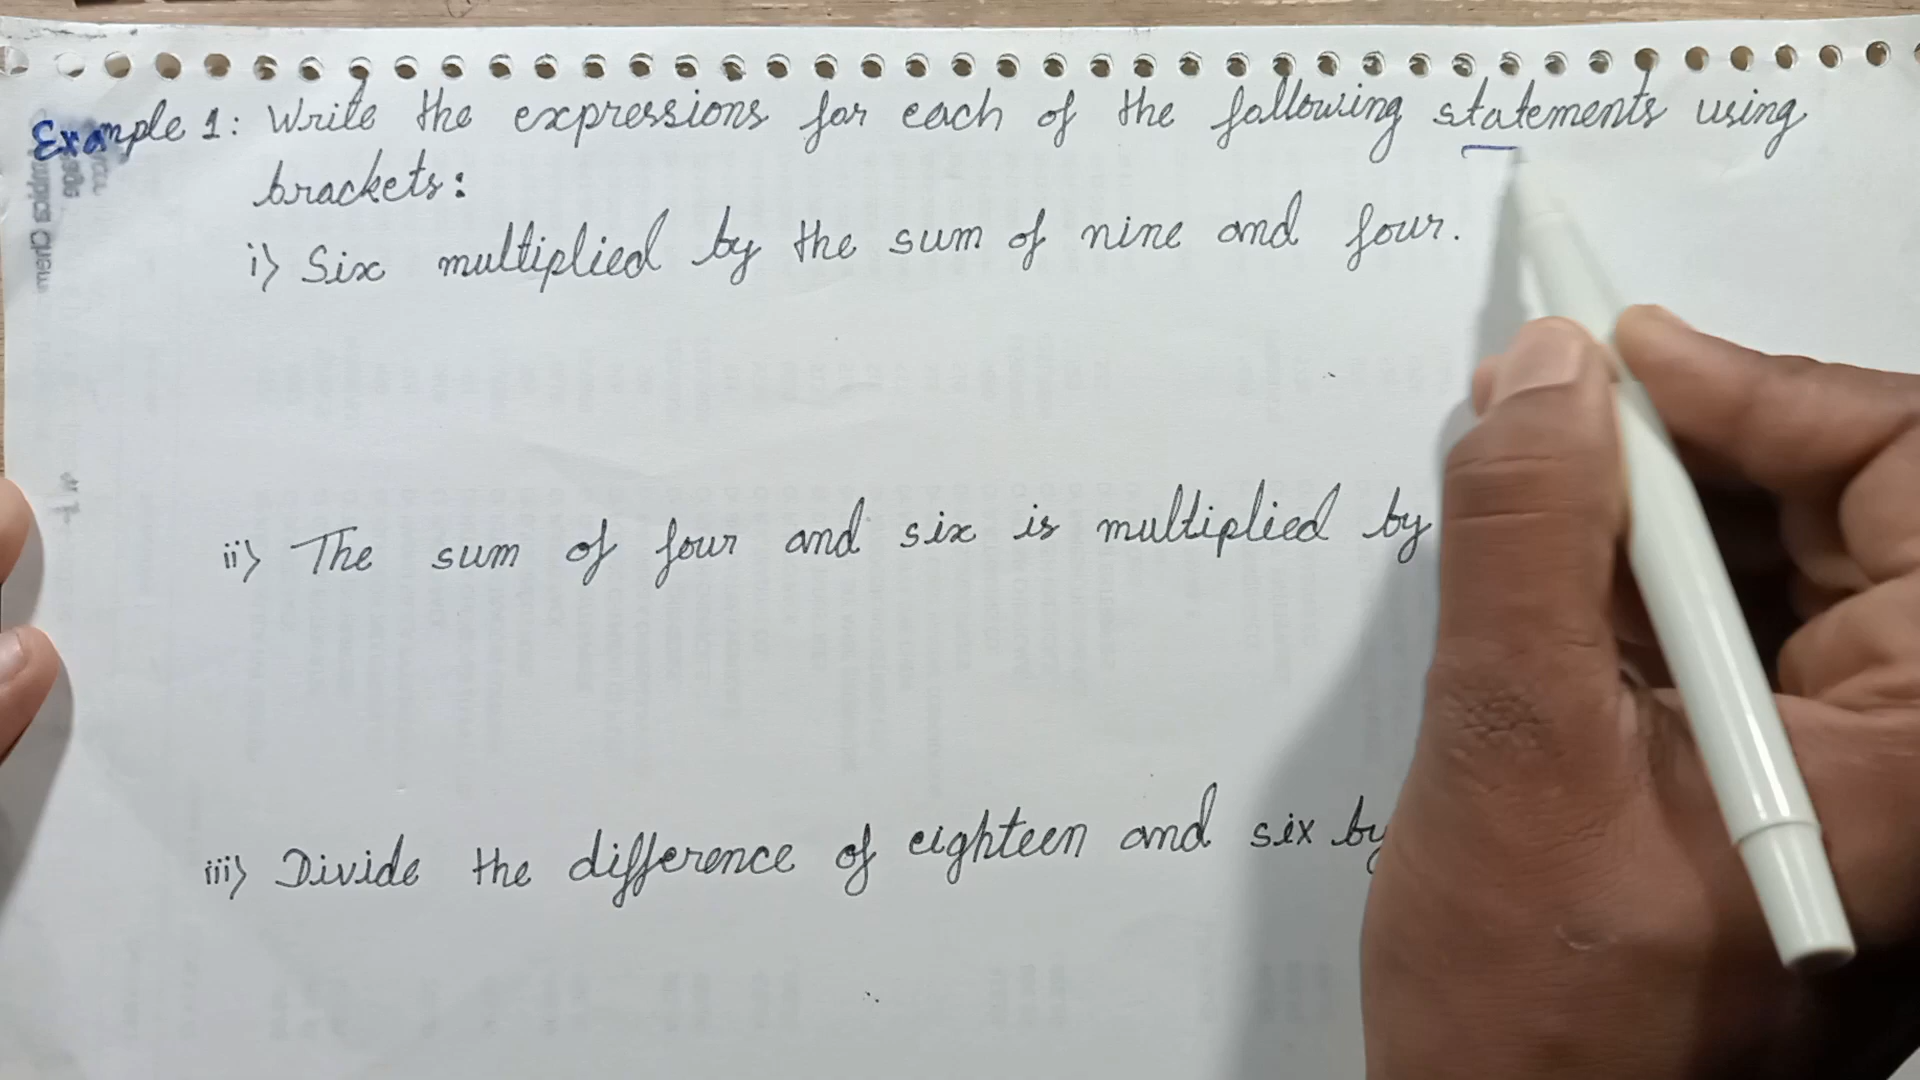 Example 1: Write the expressions for each of the following statements using
brackets:
i) Six multiplied by the sum of nine and four.
ii) The sum of four and six is multiplied by
iii) Divide the difference of eighteen and six by